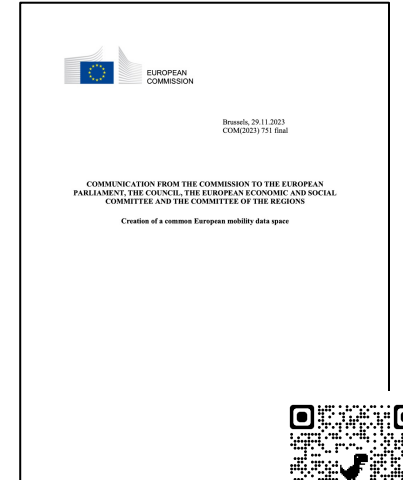 EUROPEAN
COMMISSION
Brussels, 29.11.2023
COM(2023) 751 final
COMMUNICATION FROM THE COMMISSION TO THE EUROPEAN
PARLIAMENT, THE COUNCIL, THE EUROPEAN ECONOMIC AND SOCIAL
COMMITTEE AND THE COMMITTEE OF THE REGIONS
Creation of a common European mobility data space